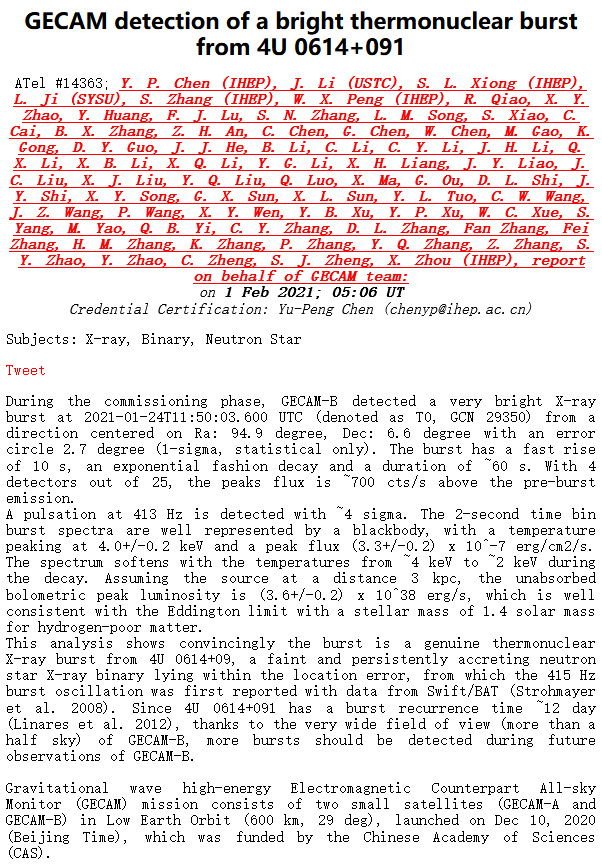 GECAM detection of a bright thermonuclear burst
from 4U 0614+091
ATel #14363; Y. P. Chen (IHEP), J. Li (USTC), S. L. Xiong (IHEP),
L. Ji (SYSU), S. Zhang (IHEP), W. X. Peng (IHEP), R. Qiao, X. Y.
Zhao, Y. Huang, F. J. Lu, S. N. Zhang, L. M. Song, S. Xiao, C.
Cai, B. X. Zhang, Z. H. An, C. Chen, G. Chen, W. Chen, M. Gao, K.
Gong, D. Y. Guo, J. J. He, B. Li, C. Li, C. Y. Li, J. H. Li, Q.
X. Li, X. B. Li, X. Q. Li, Y. G. Li, X. H. Liang, J. Y. Liao, J.
C. Liu, X. J. Liu, Y. Q. Liu, Q. Luo, X. Ma, G. Ou, D. L. Shi, J.
Y. Shi, X. Y. Song, G. X. Sun, X. L. Sun, Y. L. Tuo, C. W. Wang,
J. Z. Wang, P. Wang, X. Y. Wen, Y. B. Xu, Y. P. Xu, W. C. Xue, S.
Yang, M. Yao, Q. B. Yi, C. Y. Zhang, D. L. Zhang, Fan Zhang, Fei
Zhang, H. M. Zhang, K. Zhang, P. Zhang, Y. Q. Zhang, Z. Zhang, S.
Y. Zhao, Y. Zhao, C. Zheng, S. J. Zheng, X. Zhou (IHEP), report
on behalf of GECAM team:
on 1 Feb 2021; 05:06 UT
Credential Certification: Yu-Peng Chen (chenyp@ihep.ac.cn)
Subjects: X-ray, Binary, Neutron Star
Tweet
During the commissioning phase, GECAM-B detected a very bright X-ray
burst at 2021-01-24T11:50:03.600 UTC (denoted as T0, GCN 29350) from a
direction centered on Ra: 94.9 degree, Dec: 6.6 degree with an error
circle 2.7 degree (1-sigma, statistical only). The burst has a fast rise
of 10 s, an exponential fashion decay and a duration of ~60 s. With 4
detectors out of 25, the peaks flux is ~700 cts/s above the pre-burst
emission.
A pulsation at 413 Hz is detected with ~4 sigma. The 2-second time bin
burst spectra are well represented by a blackbody, with a temperature
peaking at 4.0+/-0.2 keV and a peak flux (3.3+/-0.2) x 10^-7 erg/cm2/s.
The spectrum softens with the temperatures from ~4 keV to ~2 keV during
the decay. Assuming the source at a distance 3 kpc, the unabsorbed
bolometric peak luminosity is (3.6+/-0.2) x 10^38 erg/s, which is well
consistent with the Eddington limit with a stellar mass of 1.4 solar mass
for hydrogen-poor matter.
This analysis shows convincingly the burst is a genuine thermonuclear
X-ray burst from 4U 0614+09, a faint and persistently accreting neutron
star X-ray binary lying within the location error, from which the 415 Hz
burst oscillation was first reported with data from Swift/BAT (Strohmayer
et al. 2008). Since 4U 0614+091 has a burst recurrence time ~12 day
(Linares et al. 2012), thanks to the very wide field of view (more than a
half sky) of GECAM-B, more bursts should be detected during future
observations of GECAM-B.
Gravitational wave high-energy Electromagnetic Counterpart All-sky
Monitor (GECAM) mission consists of two small satellites (GECAM-A and
GECAM-B) in Low Earth Orbit (600 km, 29 deg), launched on Dec 10, 2020
(Beijing Time), which was funded by the Chinese Academy of Sciences
(CAS).